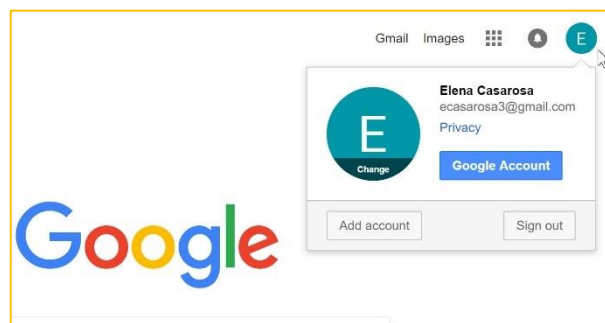 Gmail Images E
Elena Casarosa
ecasarosa3@gmail.com
Privacy
E
Change
Google Account
Add account Sign out
Google